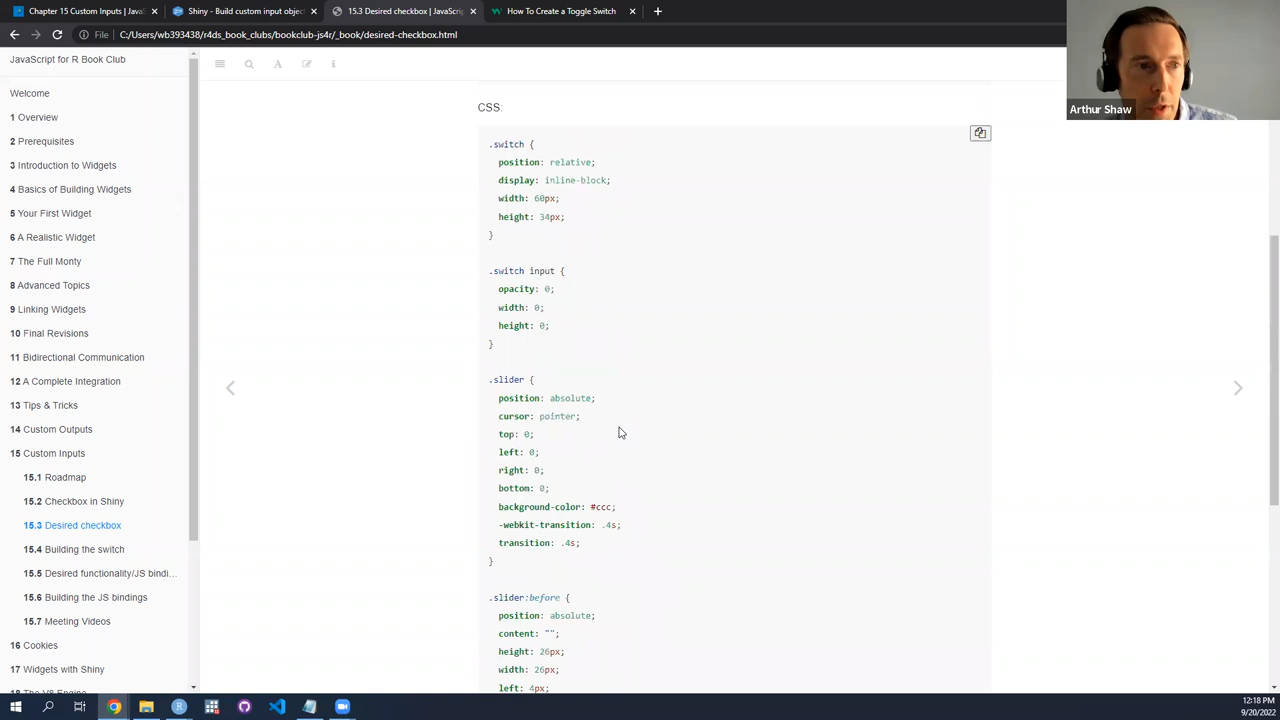 Chapter 15 Custom Inputs | Java
Shiny - Build custom input objec
15.3 Desired checkbox | JavaScrip
How To Create a Toggle Switch
File
C:/Users/wb393438/r4ds_book_clubs/bookclub-js4r/_book/desired-checkbox.html
Arthur Shaw
JavaScript for R Book Club
Welcome
1 Overview
2 Prerequisites
3 Introduction to Widgets
4 Basics of Building Widgets
5 Your First Widget
6 A Realistic Widget
7 The Full Monty
8 Advanced Topics
9 Linking Widgets
10 Final Revisions
11 Bidirectional Communication
12 A Complete Integration
13 Tips & Tricks
14 Custom Outputs
15 Custom Inputs
15.1 Roadmap
15.2 Checkbox in Shiny
15.3 Desired checkbox
15.4 Building the switch
15.5 Desired functionality/JS bindi...
15.6 Building the JS bindings
15.7 Meeting Videos
16 Cookies
17 Widgets with Shiny
18 The V8 Engine
CSS:
.switch {
position: relative;
display: inline-block;
width: 60px;
height: 34px;
}
.switch input {
opacity: 0;
width: 0;
height: 0;
}
.slider {
position: absolute;
cursor: pointer;
top: 0;
left: 0;
right: 0;
bottom: 0;
background-color: #ccc;
-webkit-transition: .4s;
transition: .4s;
}
.slider:before {
position: absolute;
content: "";
height: 26px;
width: 26px;
left: 4px;
12:18 PM
9/20/2022